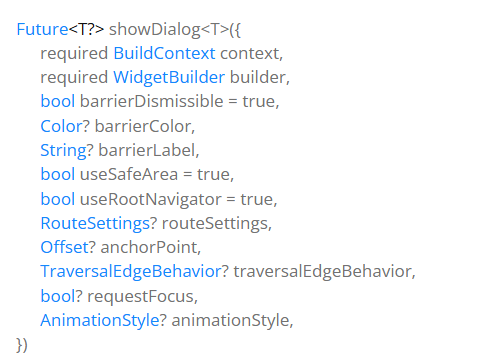 Future<T?> showDialog<T>({
required BuildContext context,
required WidgetBuilder builder,
bool barrierDismissible = true,
Color? barrierColor,
String? barrierLabel,
bool useSafeArea = true,
bool useRootNavigator = true,
RouteSettings? routeSettings,
Offset? anchorPoint,
TraversalEdgeBehavior? traversalEdgeBehavior,
bool? requestFocus,
AnimationStyle? animationStyle,
})